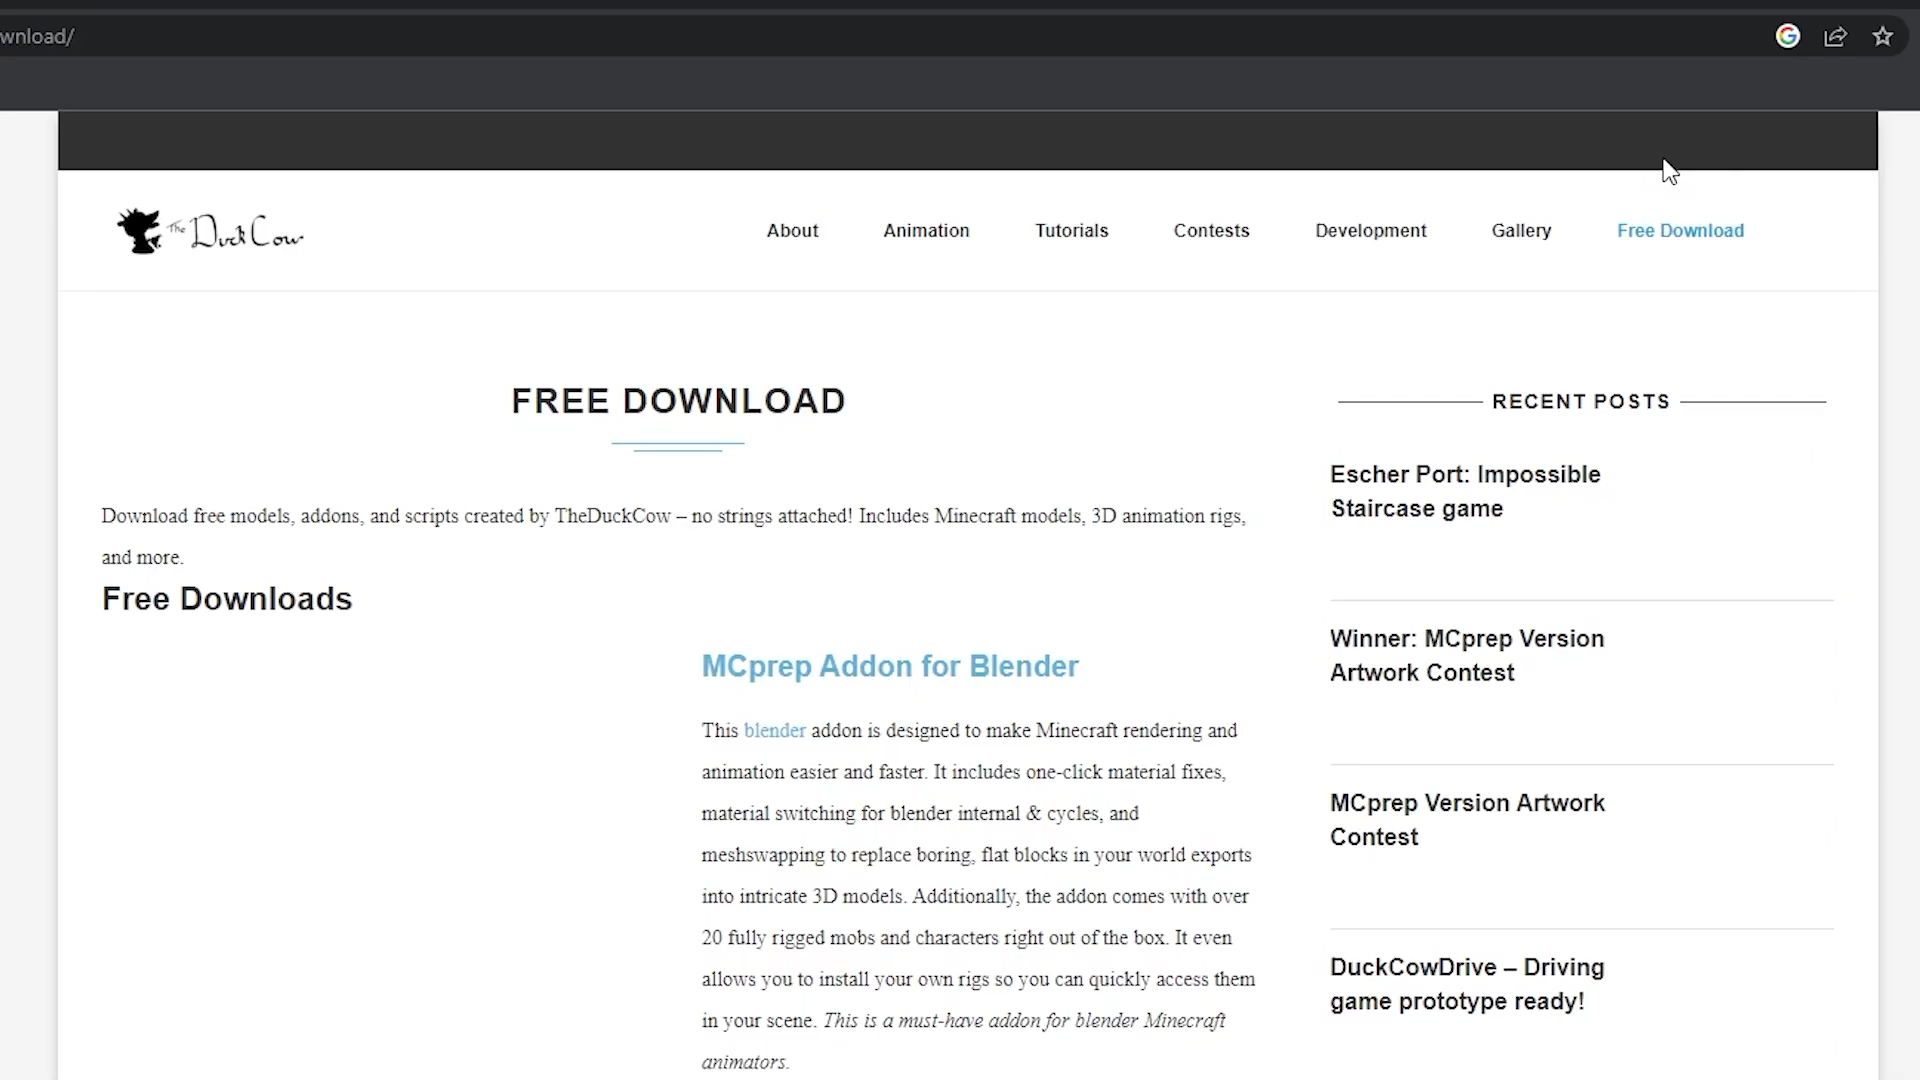 wnload/
The DuckCow
About
Animation
Tutorials
Contests
Development
Gallery
Free Download
FREE DOWNLOAD
Download free models, addons, and scripts created by TheDuckCow – no strings attached! Includes Minecraft models, 3D animation rigs,
and more.
Free Downloads
MCprep Addon for Blender
This blender addon is designed to make Minecraft rendering and
animation easier and faster. It includes one-click material fixes,
material switching for blender internal & cycles, and
meshswapping to replace boring, flat blocks in your world exports
into intricate 3D models. Additionally, the addon comes with over
20 fully rigged mobs and characters right out of the box. It even
allows you to install your own rigs so you can quickly access them
in your scene. This is a must-have addon for blender Minecraft
animators.
RECENT POSTS
Escher Port: Impossible
Staircase game
Winner: MCprep Version
Artwork Contest
MCprep Version Artwork
Contest
DuckCowDrive – Driving
game prototype ready!